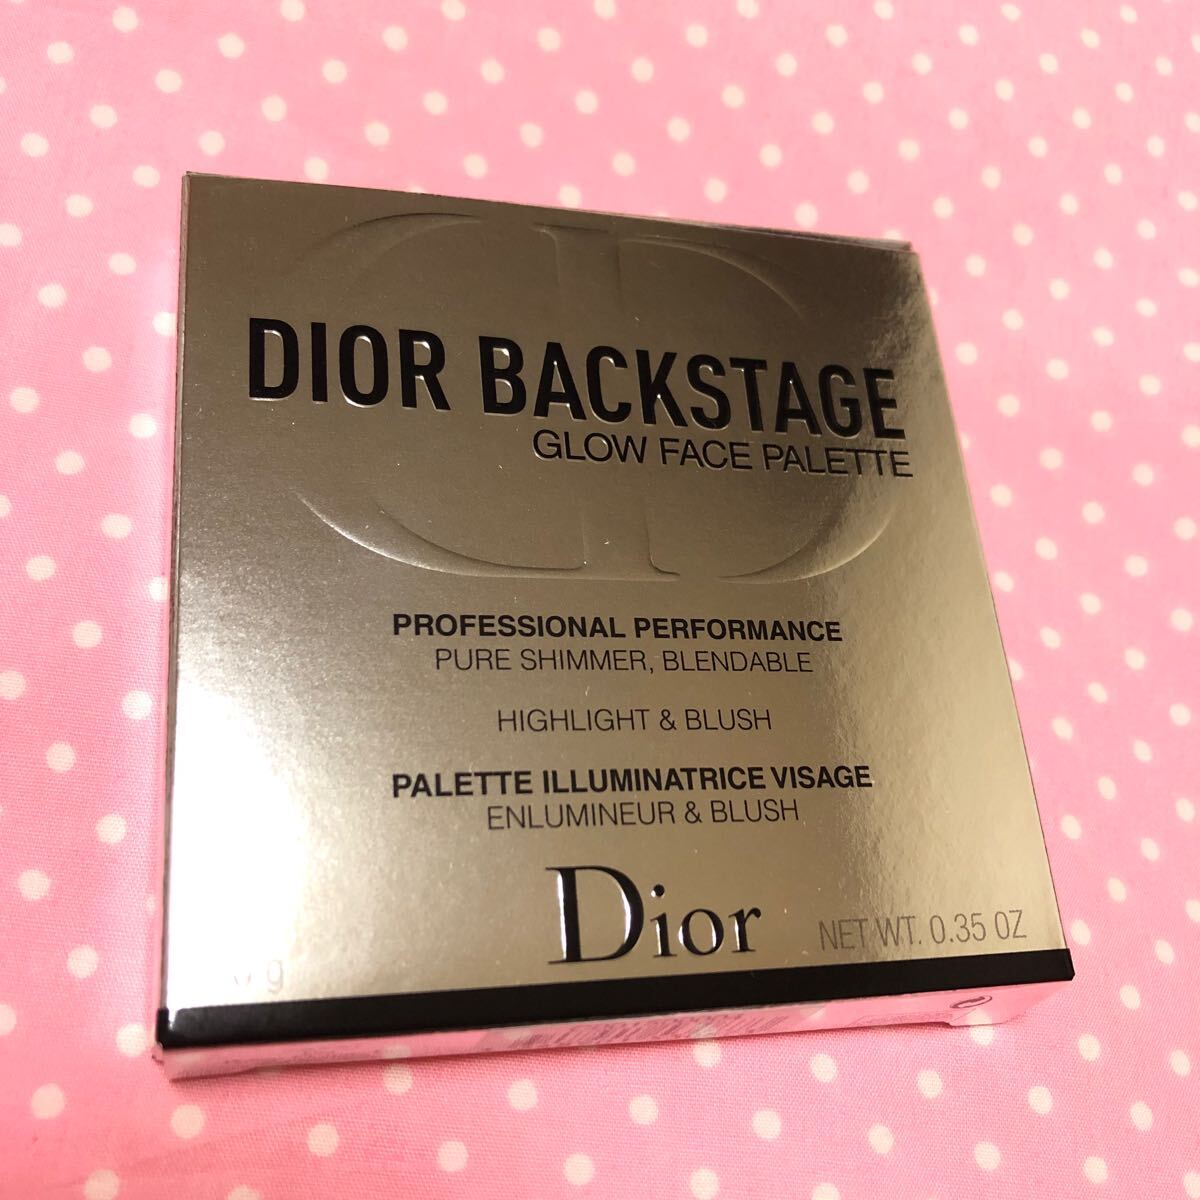 DIOR BACKSTAGE
GLOW FACE PALETTE
PROFESSIONAL PERFORMANCE
PURE SHIMMER, BLENDABLE
HIGHLIGHT & BLUSH
PALETTE ILLUMINATRICE VISAGE
ENLUMINEUR & BLUSH
Dior
NET WT. 0.35 OZ